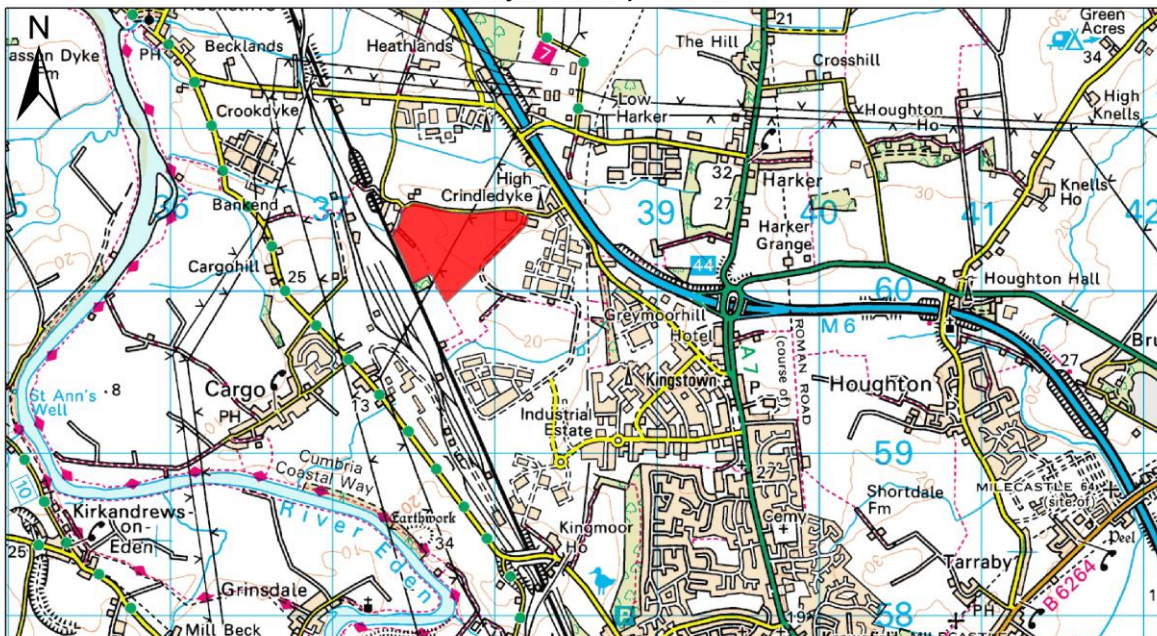 N
Becklands
PH
Heathlands
7
The Hill
21
Green
Acres
34
Crosshill
Fm
Crookdyke
Low
Harker
Houghton
Ho
High
Knells
High
Crindledyke
32
Harker
Knells
Ho
36
37
39
27
40
30
41
42
Bankend
Harker
Grange
Cargohill
25
44
60
Houghton Hall
Greymoorhill
Hotel
M 6
ROMAN ROAD
(course of)
A 7
20
27
St Ann's
Well
8
Cargo
PH
13
Kingstown
P
Houghton
Industrial
Estate
59
Cumbria
Coastal Way
10
Kirkandrews
-on-
Eden
25
River Eden
Earthwork
34
Kingmoor
Ho
27
Cemy
Shortdale
Fm
MILECASTLE 64
(site of)
Peel
Tarraby
PH
B 6264
Grinsdale
Mill Beck
P
19
58